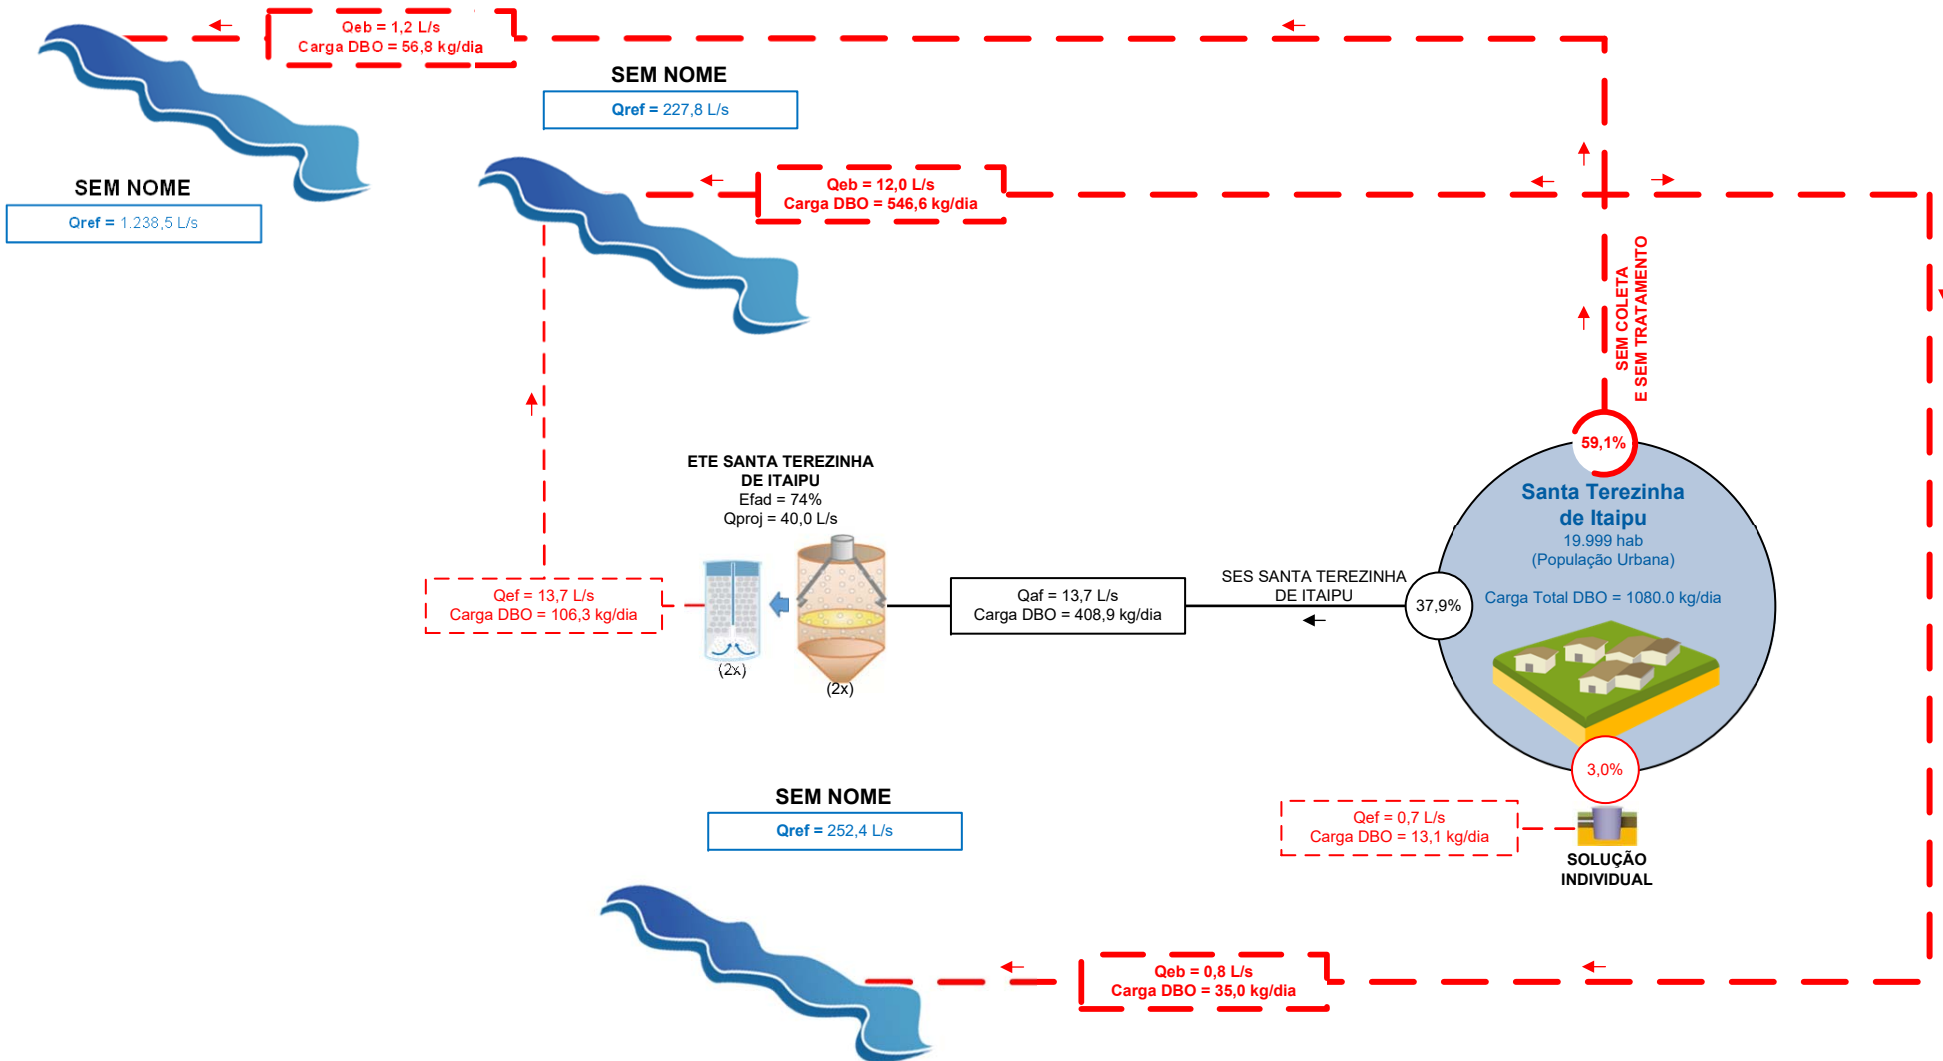 Qeb = 1,2 L/s
Carga DBO = 56,8 kg/dia
SEM NOME
Qref = 227,8 L/s
SEM NOME
Qref = 1.238,5 L/s
Qeb = 12,0 L/s
Carga DBO = 546,6 kg/dia
SEM COLETA
E SEM TRATAMENTO
59,1%
Santa Terezinha
de Itaipu
19.999 hab
(População Urbana)
Carga Total DBO = 1080.0 kg/dia
37,9%
3,0%
SES SANTA TEREZINHA
DE ITAIPU
Qaf = 13,7 L/s
Carga DBO = 408,9 kg/dia
ETE SANTA TEREZINHA
DE ITAIPU
Efad = 74%
Qproj = 40,0 L/s
(2x)
(2x)
Qef = 13,7 L/s
Carga DBO = 106,3 kg/dia
SEM NOME
Qref = 252,4 L/s
Qef = 0,7 L/s
Carga DBO = 13,1 kg/dia
SOLUÇÃO
INDIVIDUAL
Qeb = 0,8 L/s
Carga DBO = 35,0 kg/dia